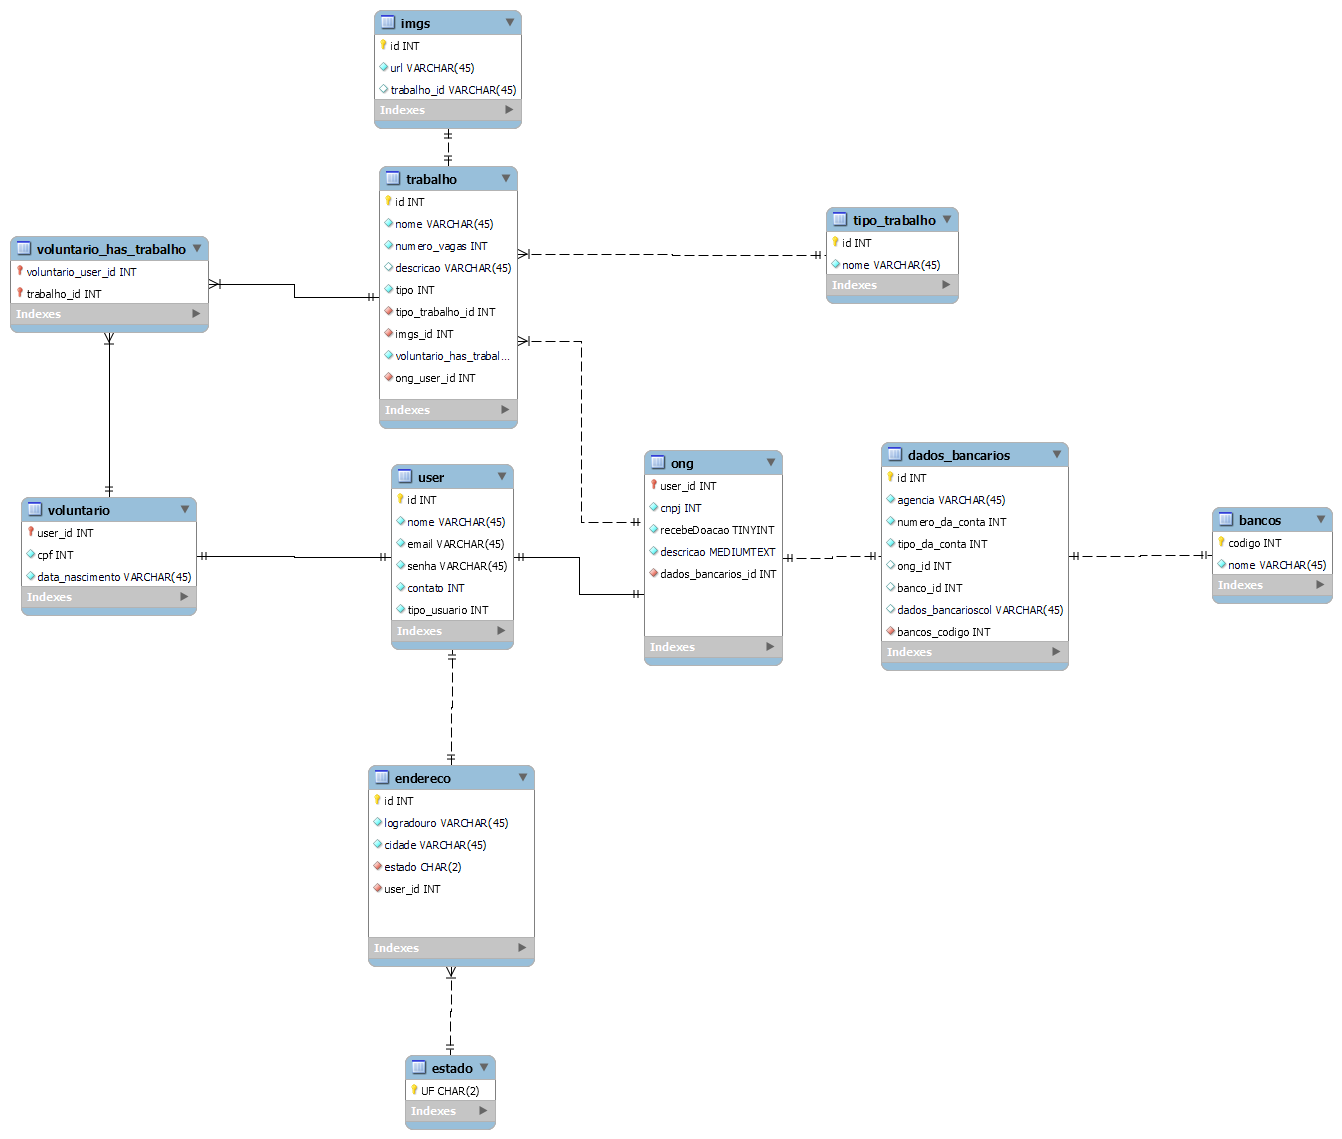 imgs
id INT
url VARCHAR(45)
trabalho_id VARCHAR(45)
Indexes
trabalho
id INT
nome VARCHAR(45)
numero_vagas INT
descricao VARCHAR(45)
tipo INT
tipo_trabalho_id INT
imgs_id INT
voluntario_has_trabal...
ong_user_id INT
Indexes
tipo_trabalho
id INT
nome VARCHAR(45)
Indexes
voluntario_has_trabalho
voluntario_user_id INT
trabalho_id INT
Indexes
voluntario
user_id INT
cpf INT
data_nascimento VARCHAR(45)
Indexes
user
id INT
nome VARCHAR(45)
email VARCHAR(45)
senha VARCHAR(45)
contato INT
tipo_usuario INT
Indexes
ong
user_id INT
cnpj INT
recebeDoacao TINYINT
descricao MEDIUMTEXT
dados_bancarios_id INT
Indexes
dados_bancarios
id INT
agencia VARCHAR(45)
numero_da_conta INT
tipo_da_conta INT
ong_id INT
banco_id INT
dados_bancarioscol VARCHAR(45)
bancos_codigo INT
Indexes
bancos
codigo INT
nome VARCHAR(45)
Indexes
endereco
id INT
logradouro VARCHAR(45)
cidade VARCHAR(45)
estado CHAR(2)
user_id INT
Indexes
estado
UF CHAR(2)
Indexes